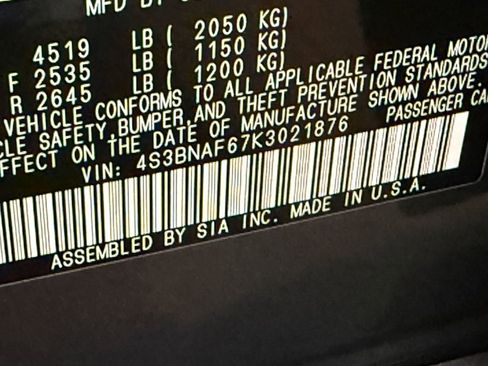 MFD BY
4519 LB ( 2050 KG)
F 2535 LB ( 1150 KG)
R 2645 LB ( 1200 KG)
VEHICLE CONFORMS TO ALL APPLICABLE FEDERAL MOTOR
SAFETY, BUMPER, AND THEFT PREVENTION STANDARDS
ON THE DATE OF MANUFACTURE SHOWN ABOVE.
VIN: 4S3BNAF67K3021876 PASSENGER
ASSEMBLED BY SIA INC. MADE IN U.S.A.